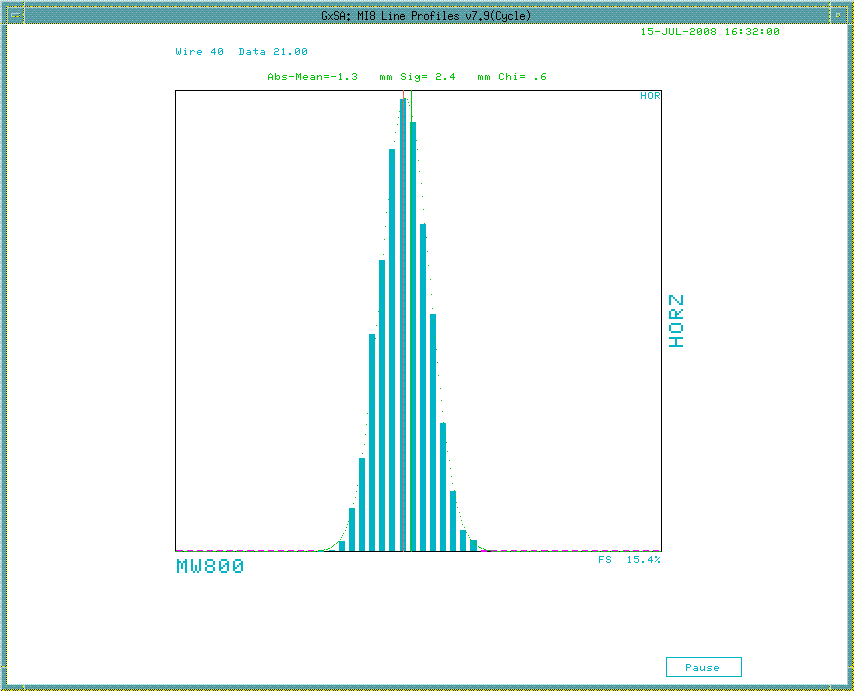 GxSA: MI8 Line Profiles v7.9(Cycle)
15-JUL-2008 16:32:00
Wire 40 Data 21.00
Abs-Mean=-1.3 mm Sig= 2.4 mm Chi= .6
HOR
HORZ
MW800
FS 15.4%
Pause